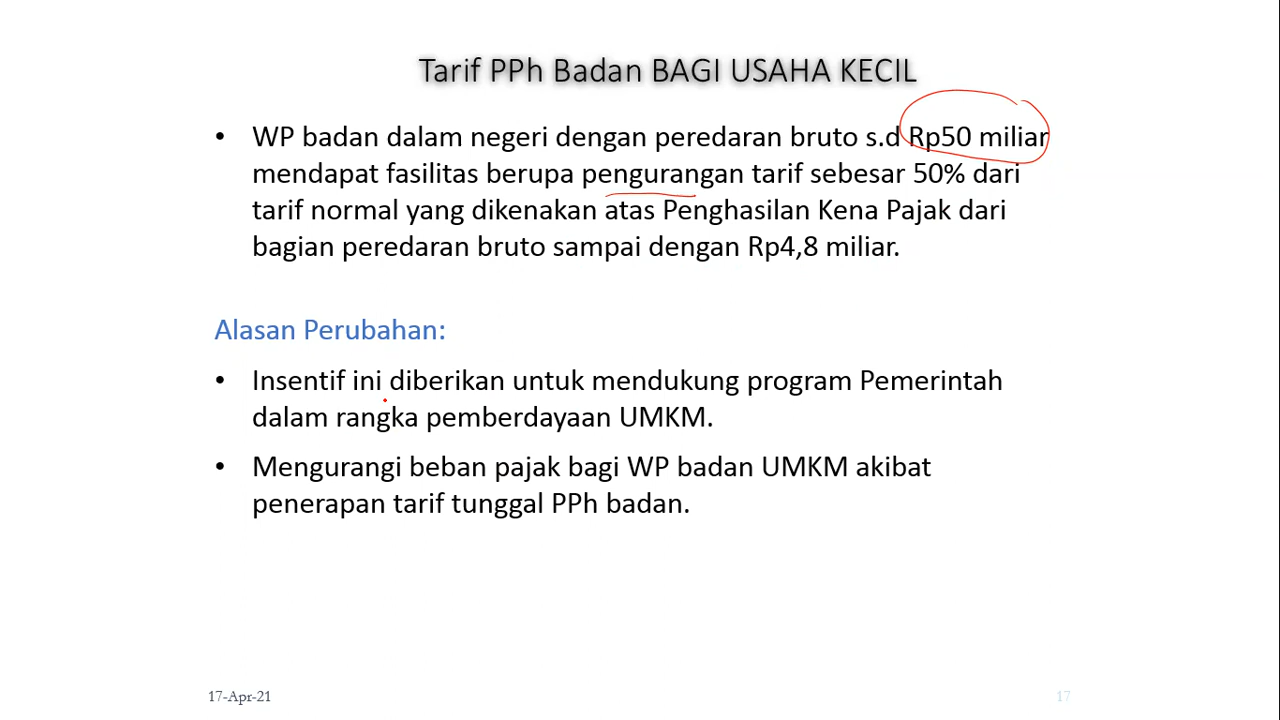 Tarif PPh Badan BAGI USAHA KECIL
• WP badan dalam negeri dengan peredaran bruto s.d Rp50 miliar
mendapat fasilitas berupa pengurangan tarif sebesar 50% dari
tarif normal yang dikenakan atas Penghasilan Kena Pajak dari
bagian peredaran bruto sampai dengan Rp4,8 miliar.
Alasan Perubahan:
• Insentif ini diberikan untuk mendukung program Pemerintah
dalam rangka pemberdayaan UMKM.
• Mengurangi beban pajak bagi WP badan UMKM akibat
penerapan tarif tunggal PPh badan.
17-Apr-21
17